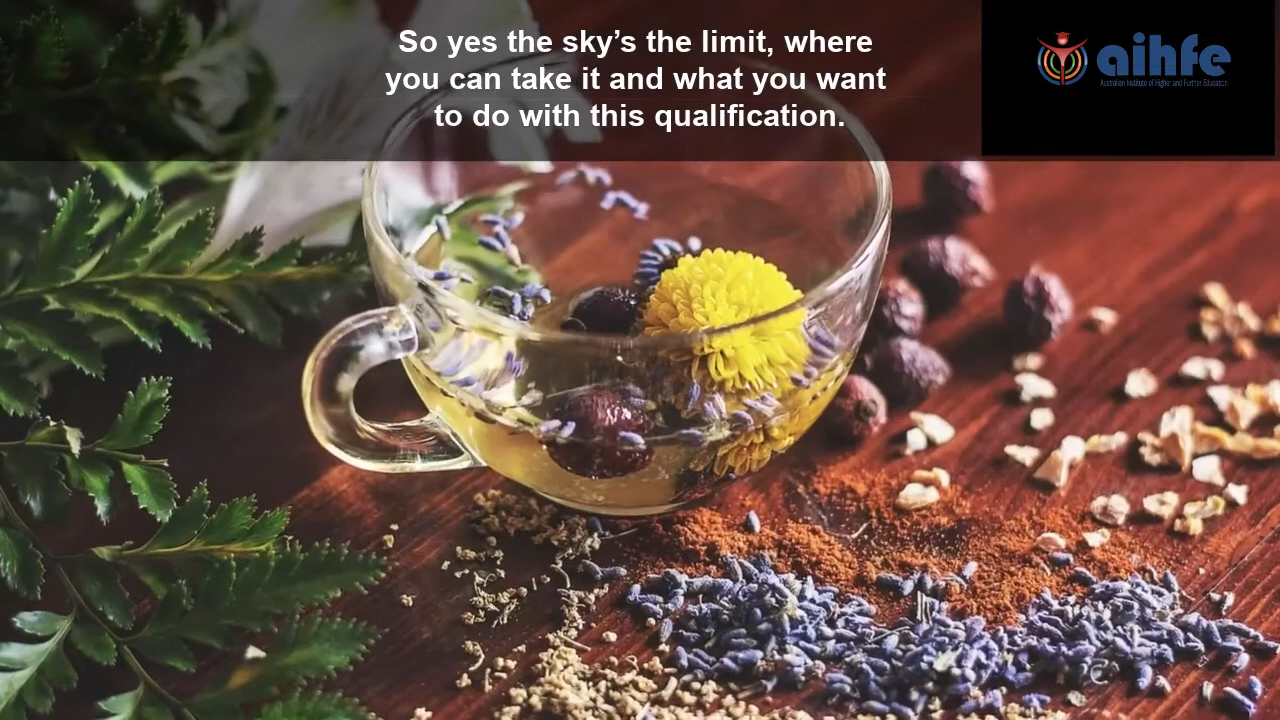 So yes the sky’s the limit, where
you can take it and what you want
to do with this qualification.
aihfe
Australian Institute of Higher and Further Education